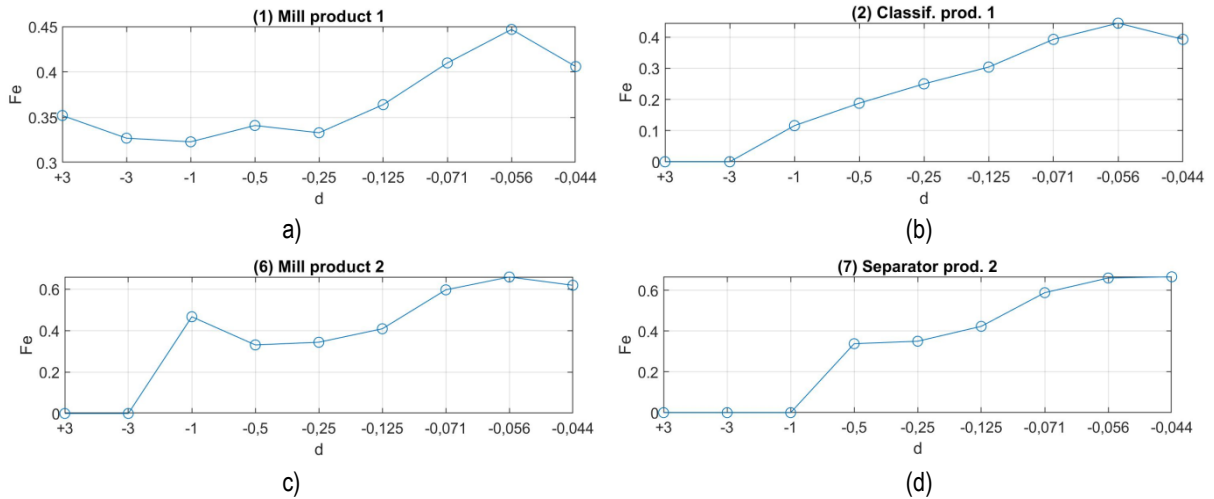 (1) Mill product 1
0.45
0.4
0.35
0.3
Fe
+3 -3 -1 -0,5 -0,25 -0,125 -0,071 -0,056 -0,044
d
a)
(2) Classif. prod. 1
0.4
0.3
0.2
0.1
0
Fe
+3 -3 -1 -0,5 -0,25 -0,125 -0,071 -0,056 -0,044
d
(b)
(6) Mill product 2
0.6
0.4
0.2
0
Fe
+3 -3 -1 -0,5 -0,25 -0,125 -0,071 -0,056 -0,044
d
c)
(7) Separator prod. 2
0.6
0.4
0.2
0
Fe
+3 -3 -1 -0,5 -0,25 -0,125 -0,071 -0,056 -0,044
d
(d)